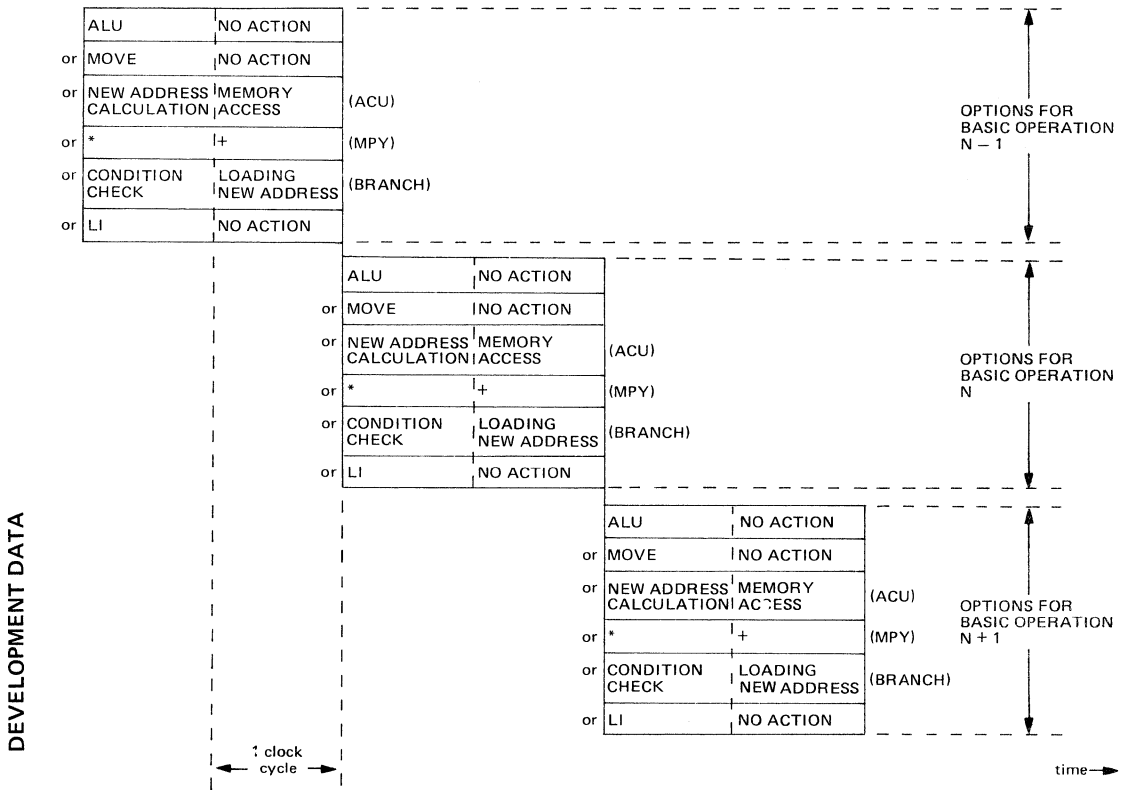 ALU NO ACTION
or MOVE NO ACTION
or NEW ADDRESS MEMORY
CALCULATION ACCESS
(ACU)
or * + (MPY)
or CONDITION LOADING
CHECK NEW ADDRESS
(BRANCH)
or LI NO ACTION
OPTIONS FOR
BASIC OPERATION
N – 1
ALU NO ACTION
or MOVE NO ACTION
or NEW ADDRESS MEMORY
CALCULATION ACCESS
(ACU)
or * + (MPY)
or CONDITION LOADING
CHECK NEW ADDRESS
(BRANCH)
or LI NO ACTION
OPTIONS FOR
BASIC OPERATION
N
ALU NO ACTION
or MOVE NO ACTION
or NEW ADDRESS MEMORY
CALCULATION ACCESS
(ACU)
or * + (MPY)
or CONDITION LOADING
CHECK NEW ADDRESS
(BRANCH)
or LI NO ACTION
OPTIONS FOR
BASIC OPERATION
N + 1
DEVELOPMENT DATA
1 clock
cycle
time